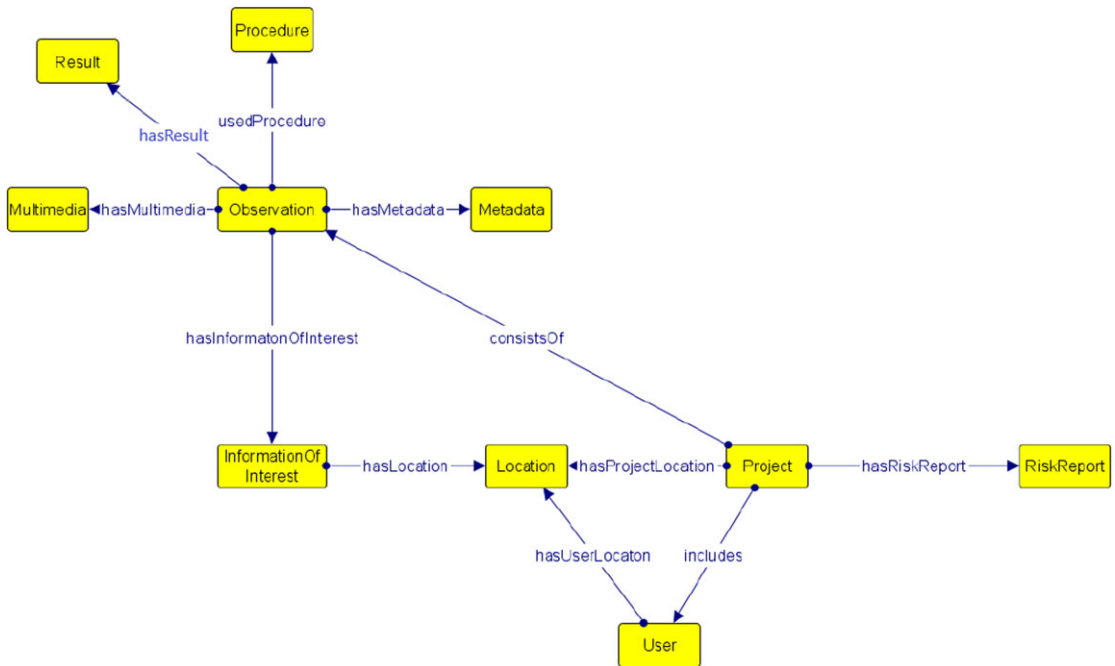 Procedure
Result
usedProcedure
hasResult
Multimedia
hasMultimedia
Observation
hasMetadata
Metadata
hasInformatonOfInterest
consistsOf
InformationOf
Interest
hasLocation
Location
hasProjectLocation
Project
hasRiskReport
RiskReport
hasUserLocaton
includes
User